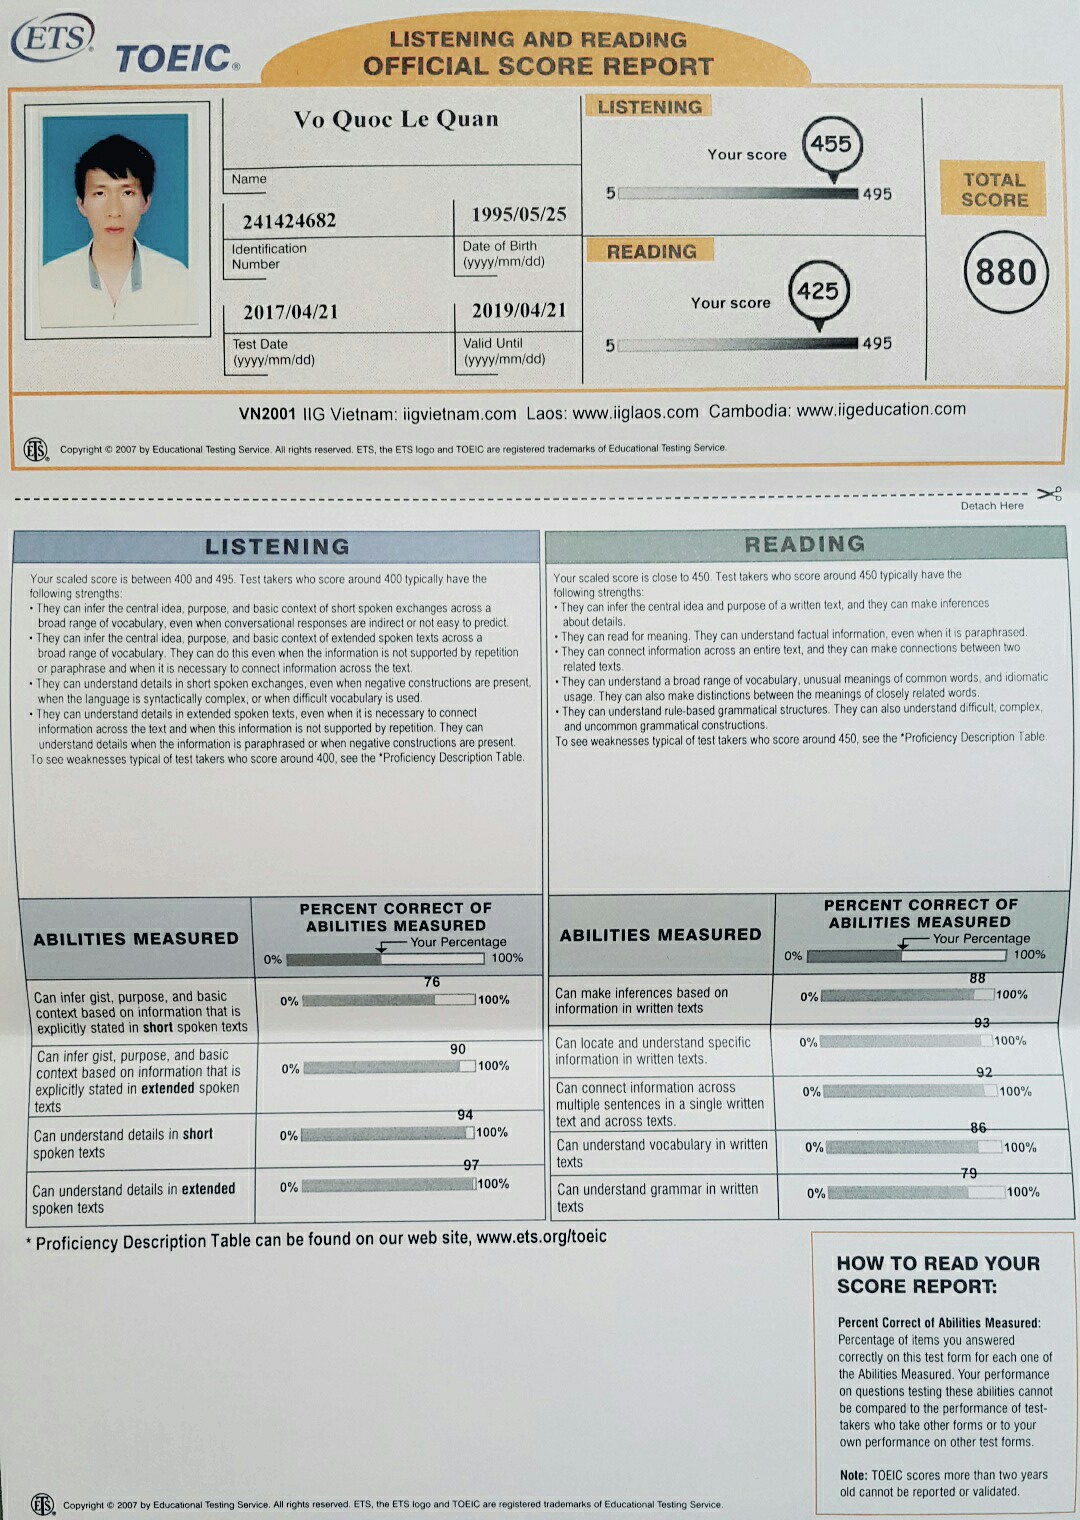 ETS
TOEIC®
LISTENING AND READING
OFFICIAL SCORE REPORT
Vo Quoc Le Quan
Name
241424682
Identification
Number
1995/05/25
Date of Birth
(yyyy/mm/dd)
2017/04/21
Test Date
(yyyy/mm/dd)
2019/04/21
Valid Until
(yyyy/mm/dd)
LISTENING
Your score
455
5
495
READING
Your score
425
5
495
TOTAL
SCORE
880
VN2001 IIG Vietnam: iigvietnam.com Laos: www.iiglaos.com Cambodia: www.iigeducation.com
ETS® Copyright © 2007 by Educational Testing Service. All rights reserved. ETS, the ETS logo and TOEIC are registered trademarks of Educational Testing Service.
Detach Here
LISTENING
Your scaled score is between 400 and 495. Test takers who score around 400 typically have the
following strengths:
• They can infer the central idea, purpose, and basic context of short spoken exchanges across a
broad range of vocabulary, even when conversational responses are indirect or not easy to predict.
• They can infer the central idea, purpose, and basic context of extended spoken texts across a
broad range of vocabulary. They can do this even when the information is not supported by repetition
or paraphrase and when it is necessary to connect information across the text.
• They can understand details in short spoken exchanges, even when negative constructions are present,
when the language is syntactically complex, or when difficult vocabulary is used.
• They can understand details in extended spoken texts, even when it is necessary to connect
information across the text and when this information is not supported by repetition. They can
understand details when the information is paraphrased or when negative constructions are present.
To see weaknesses typical of test takers who score around 400, see the *Proficiency Description Table.
READING
Your scaled score is close to 450. Test takers who score around 450 typically have the
following strengths:
• They can infer the central idea and purpose of a written text, and they can make inferences
about details.
• They can read for meaning. They can understand factual information, even when it is paraphrased.
• They can connect information across an entire text, and they can make connections between two
related texts.
• They can understand a broad range of vocabulary, unusual meanings of common words, and idiomatic
usage. They can also make distinctions between the meanings of closely related words.
• They can understand rule-based grammatical structures. They can also understand difficult, complex,
and uncommon grammatical constructions.
To see weaknesses typical of test takers who score around 450, see the *Proficiency Description Table.
ABILITIES MEASURED
PERCENT CORRECT OF
ABILITIES MEASURED
Your Percentage
0%
100%
Can infer gist, purpose, and basic
context based on information that is
explicitly stated in short spoken texts
76
0%
100%
Can infer gist, purpose, and basic
context based on information that is
explicitly stated in extended spoken
texts
90
0%
100%
Can understand details in short
spoken texts
94
0%
100%
Can understand details in extended
spoken texts
97
0%
100%
ABILITIES MEASURED
PERCENT CORRECT OF
ABILITIES MEASURED
Your Percentage
0%
100%
Can make inferences based on
information in written texts
88
0%
100%
Can locate and understand specific
information in written texts.
93
0%
100%
Can connect information across
multiple sentences in a single written
text and across texts.
92
0%
100%
Can understand vocabulary in written
texts
86
0%
100%
Can understand grammar in written
texts
79
0%
100%
* Proficiency Description Table can be found on our web site, www.ets.org/toeic
HOW TO READ YOUR
SCORE REPORT:
Percent Correct of Abilities Measured:
Percentage of items you answered
correctly on this test form for each one of
the Abilities Measured. Your performance
on questions testing these abilities cannot
be compared to the performance of test-
takers who take other forms or to your
own performance on other test forms.
Note: TOEIC scores more than two years
old cannot be reported or validated.
ETS® Copyright © 2007 by Educational Testing Service. All rights reserved. ETS, the ETS logo and TOEIC are registered trademarks of Educational Testing Service.